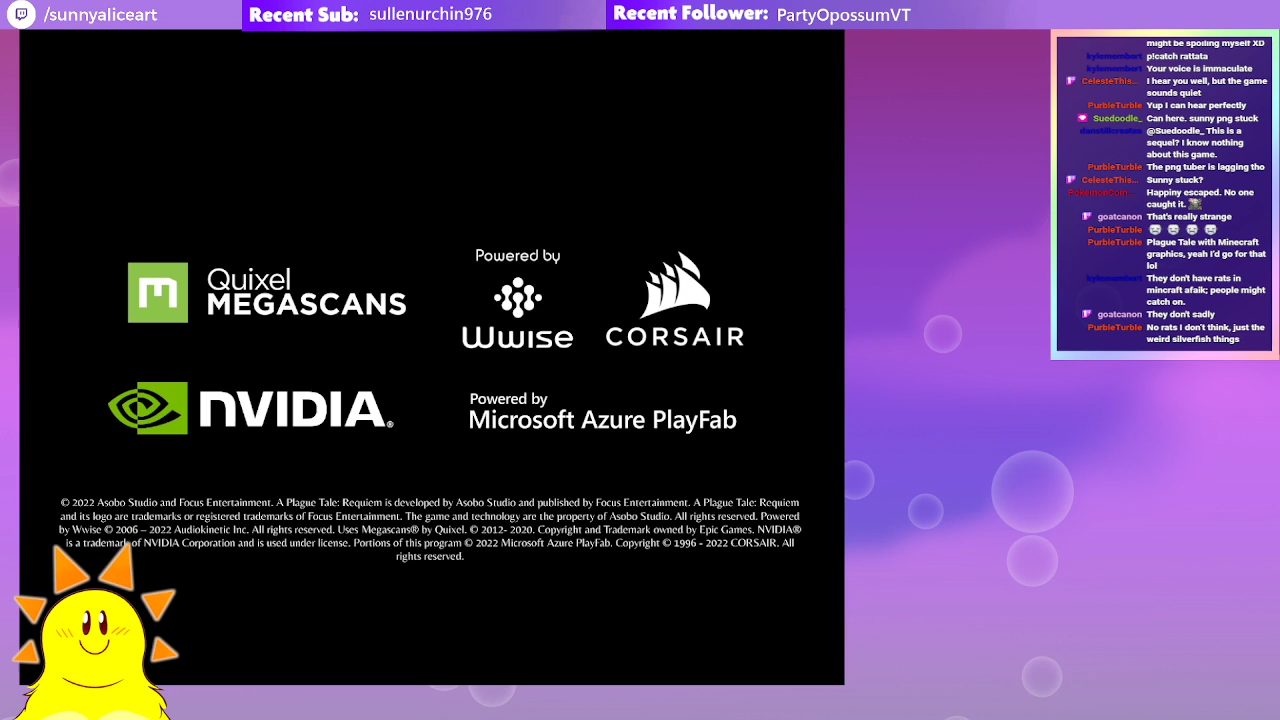 /sunnyaliceart
Recent Sub: sullenurchin976
Recent Follower: PartyOpossumVT
Quixel
MEGASCANS
Powered by
Wwise
CORSAIR
NVIDIA®
Powered by
Microsoft Azure PlayFab
© 2022 Asobo Studio and Focus Entertainment. A Plague Tale: Requiem is developed by Asobo Studio and published by Focus Entertainment. A Plague Tale: Requiem
and its logo are trademarks or registered trademarks of Focus Entertainment. The game and technology are the property of Asobo Studio. All rights reserved. Powered
by Wwise © 2006 – 2022 Audiokinetic Inc. All rights reserved. Uses Megascans® by Quixel. © 2012- 2020. Copyright and Trademark owned by Epic Games. NVIDIA®
is a trademark of NVIDIA Corporation and is used under license. Portions of this program © 2022 Microsoft Azure PlayFab. Copyright © 1996 - 2022 CORSAIR. All
rights reserved.
might be spoiling myself XD
kylemembert p!catch rattata
kylemembert Your voice is immaculate
CelesteThis... I hear you well, but the game
sounds quiet
PurbleTurble Yup I can hear perfectly
Suedoodle_ Can here. sunny png stuck
danstillcreates @Suedoodle_ This is a
sequel? I know nothing
about this game.
PurbleTurble The png tuber is lagging tho
CelesteThis... Sunny stuck?
PokemonCom... Happiny escaped. No one
caught it.
goatcanon That's really strange
PurbleTurble
PurbleTurble Plague Tale with Minecraft
graphics, yeah I'd go for that
lol
kylemembert They don't have rats in
mincraft afaik; people might
catch on.
goatcanon They don't sadly
PurbleTurble No rats I don't think, just the
weird silverfish things